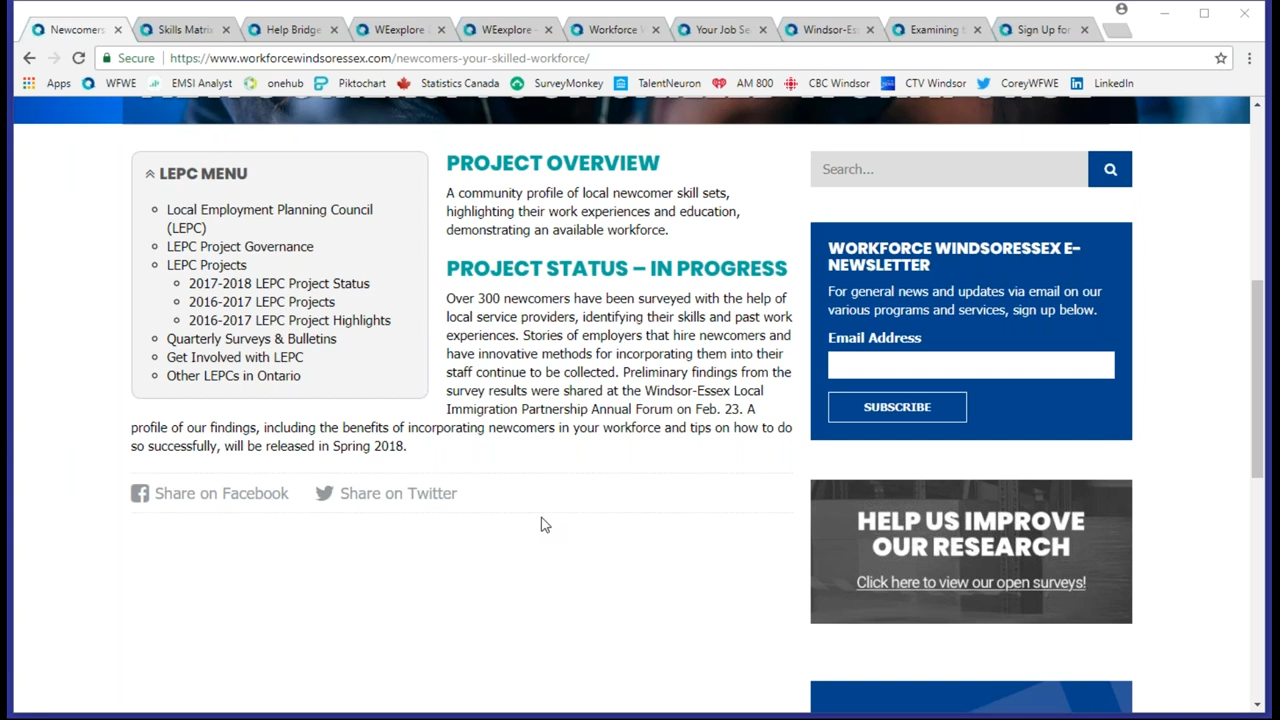 Newcomers
Skills Matri
Help Bridge
WExplore
WExplore –
Workforce W
Your Job Se
Windsor-Es
Examining t
Sign Up for
Secure
https://www.workforcewindsoressex.com/newcomers-your-skilled-workforce/
Apps
WFWE
EMSI Analyst
onehub
Piktochart
Statistics Canada
SurveyMonkey
TalentNeuron
AM 800
CBC Windsor
CTV Windsor
CoreyWFWE
LinkedIn
LEPC MENU
Local Employment Planning Council
(LEPC)
LEPC Project Governance
LEPC Projects
2017-2018 LEPC Project Status
2016-2017 LEPC Projects
2016-2017 LEPC Project Highlights
Quarterly Surveys & Bulletins
Get Involved with LEPC
Other LEPCs in Ontario
PROJECT OVERVIEW
A community profile of local newcomer skill sets,
highlighting their work experiences and education,
demonstrating an available workforce.
PROJECT STATUS – IN PROGRESS
Over 300 newcomers have been surveyed with the help of
local service providers, identifying their skills and past work
experiences. Stories of employers that hire newcomers and
have innovative methods for incorporating them into their
staff continue to be collected. Preliminary findings from the
survey results were shared at the Windsor-Essex Local
Immigration Partnership Annual Forum on Feb. 23. A
profile of our findings, including the benefits of incorporating newcomers in your workforce and tips on how to do
so successfully, will be released in Spring 2018.
Share on Facebook
Share on Twitter
Search...
WORKFORCE WINDSORESSEX E-
NEWSLETTER
For general news and updates via email on our
various programs and services, sign up below.
Email Address
SUBSCRIBE
HELP US IMPROVE
OUR RESEARCH
Click here to view our open surveys!